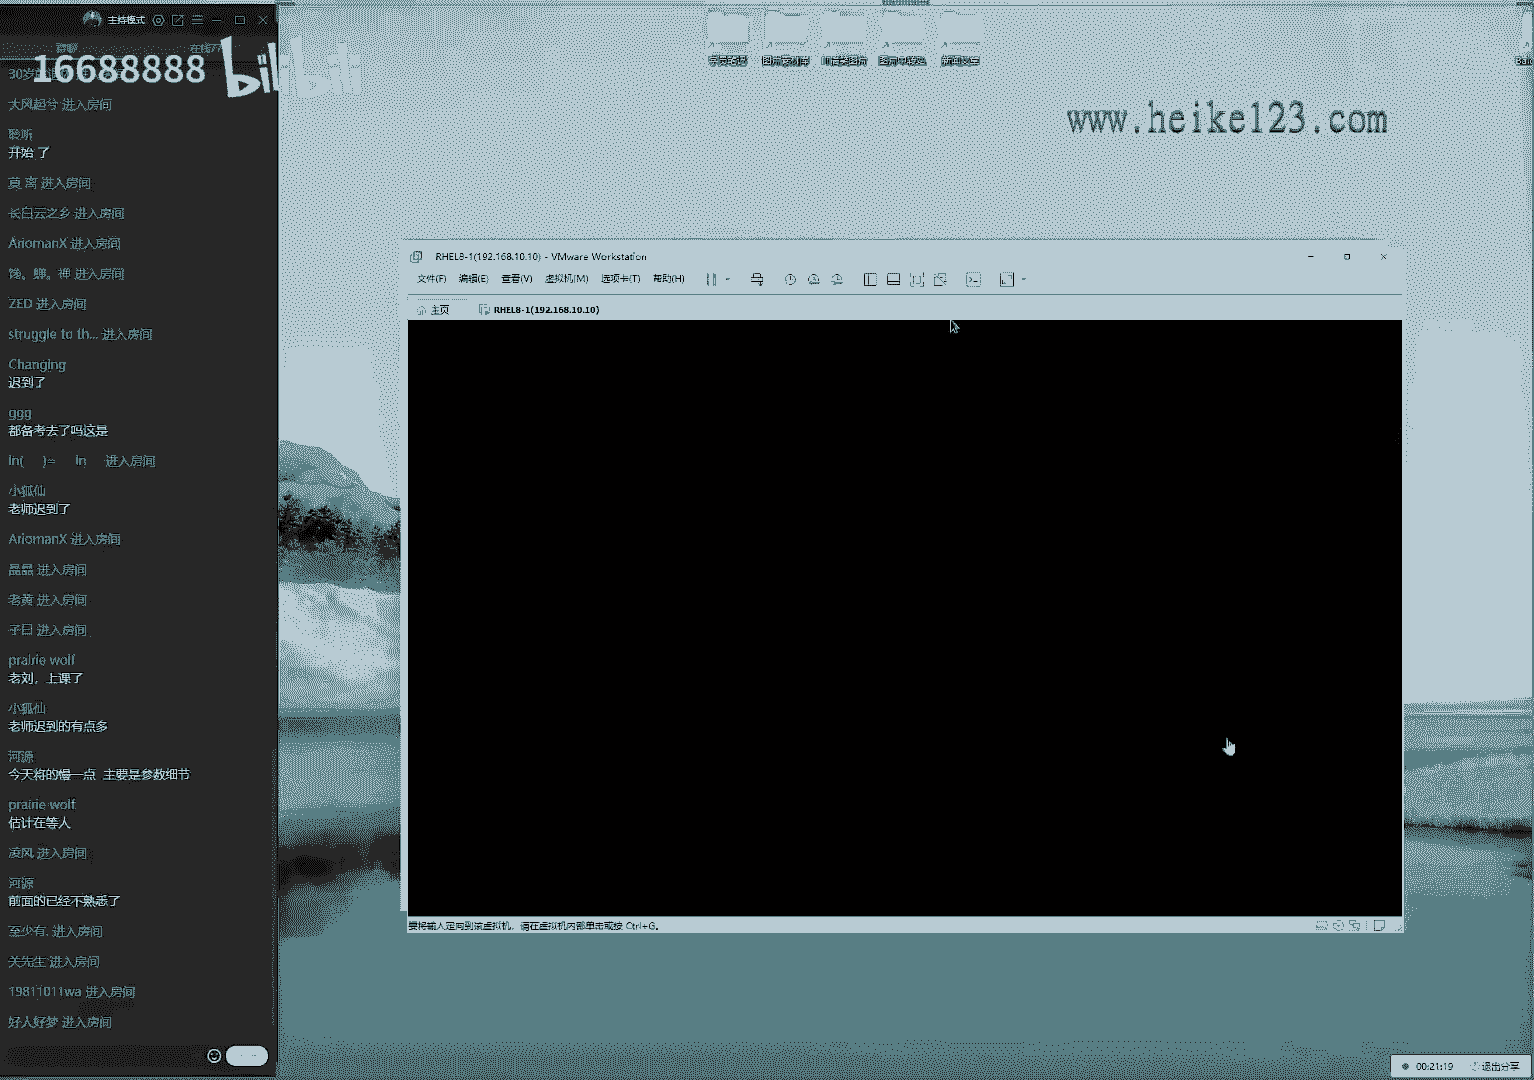 主持模式
16688888
bilibili
大风起兮 进入房间
聆听
开始 了
莫 离 进入房间
长白云之乡 进入房间
AriomanX 进入房间
馋。蝉。禅 进入房间
ZED 进入房间
struggle to th... 进入房间
Changing
迟到了
ggg
都备考去了吗这是
ln( )= ln 进入房间
小狐仙
老师迟到了
AriomanX 进入房间
晶晶 进入房间
老黄 进入房间
子曰 进入房间
prairie wolf
老刘，上课了
小狐仙
老师迟到的有点多
河源
今天将的慢一点 主要是参数细节
prairie wolf
估计在等人
凌风 进入房间
河源
前面的已经不熟悉了
至少有. 进入房间
关先生 进入房间
19811011wa 进入房间
好人好梦 进入房间
www.heike123.com
RHEL8-1(192.168.10.10) - VMware Workstation
文件(F) 编辑(E) 查看(V) 虚拟机(M) 选项卡(T) 帮助(H)
主页 RHEL8-1(192.168.10.10)
要将输入定向到该虚拟机，请在虚拟机内部单击或按 Ctrl+G。
00:21:19 退出分享